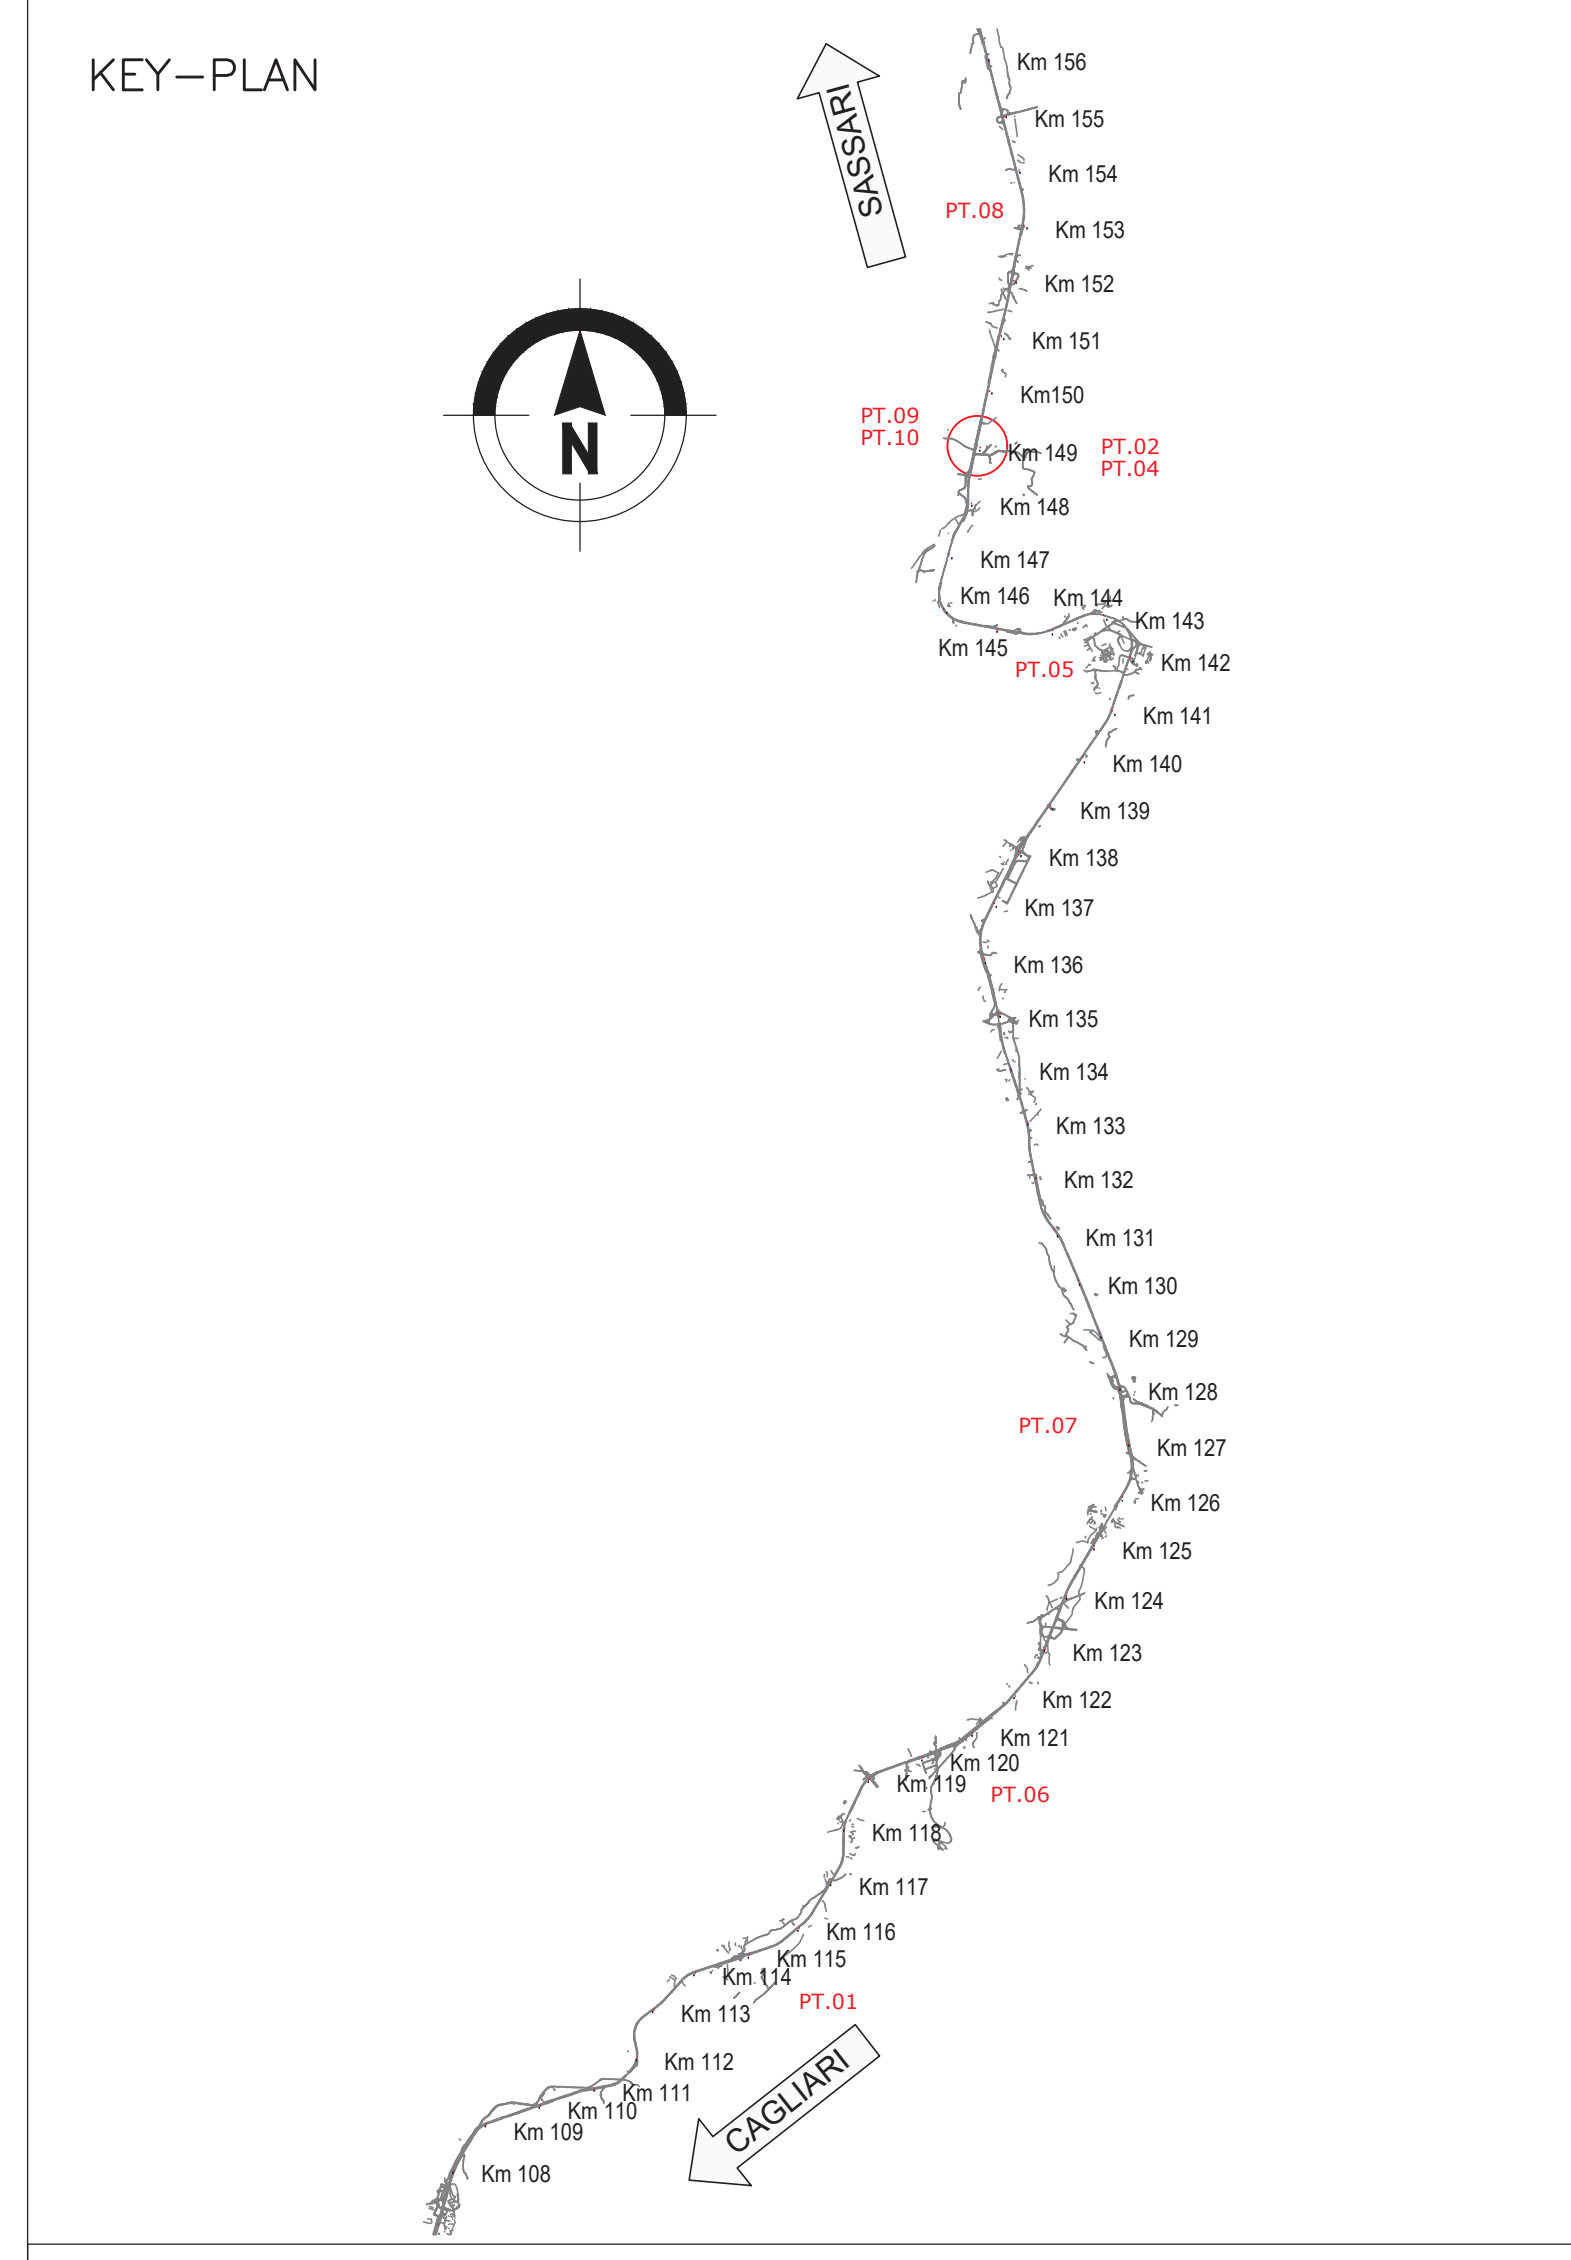 KEY-PLAN
Km 156
SASSARI
Km 155
Km 154
PT.08
Km 153
Km 152
Km 151
Km150
PT.09
PT.10
Km 149
PT.02
PT.04
Km 148
N
Km 147
Km 146
Km 144
Km 143
Km 145
Km 142
PT.05
Km 141
Km 140
Km 139
Km 138
Km 137
Km 136
Km 135
Km 134
Km 133
Km 132
Km 131
Km 130
Km 129
Km 128
PT.07
Km 127
Km 126
Km 125
Km 124
Km 123
Km 122
Km 121
Km 120
Km 119
PT.06
Km 118
Km 117
Km 116
Km 115
Km 114
PT.01
Km 113
Km 112
CAGLIARI
Km 111
Km 110
Km 109
Km 108